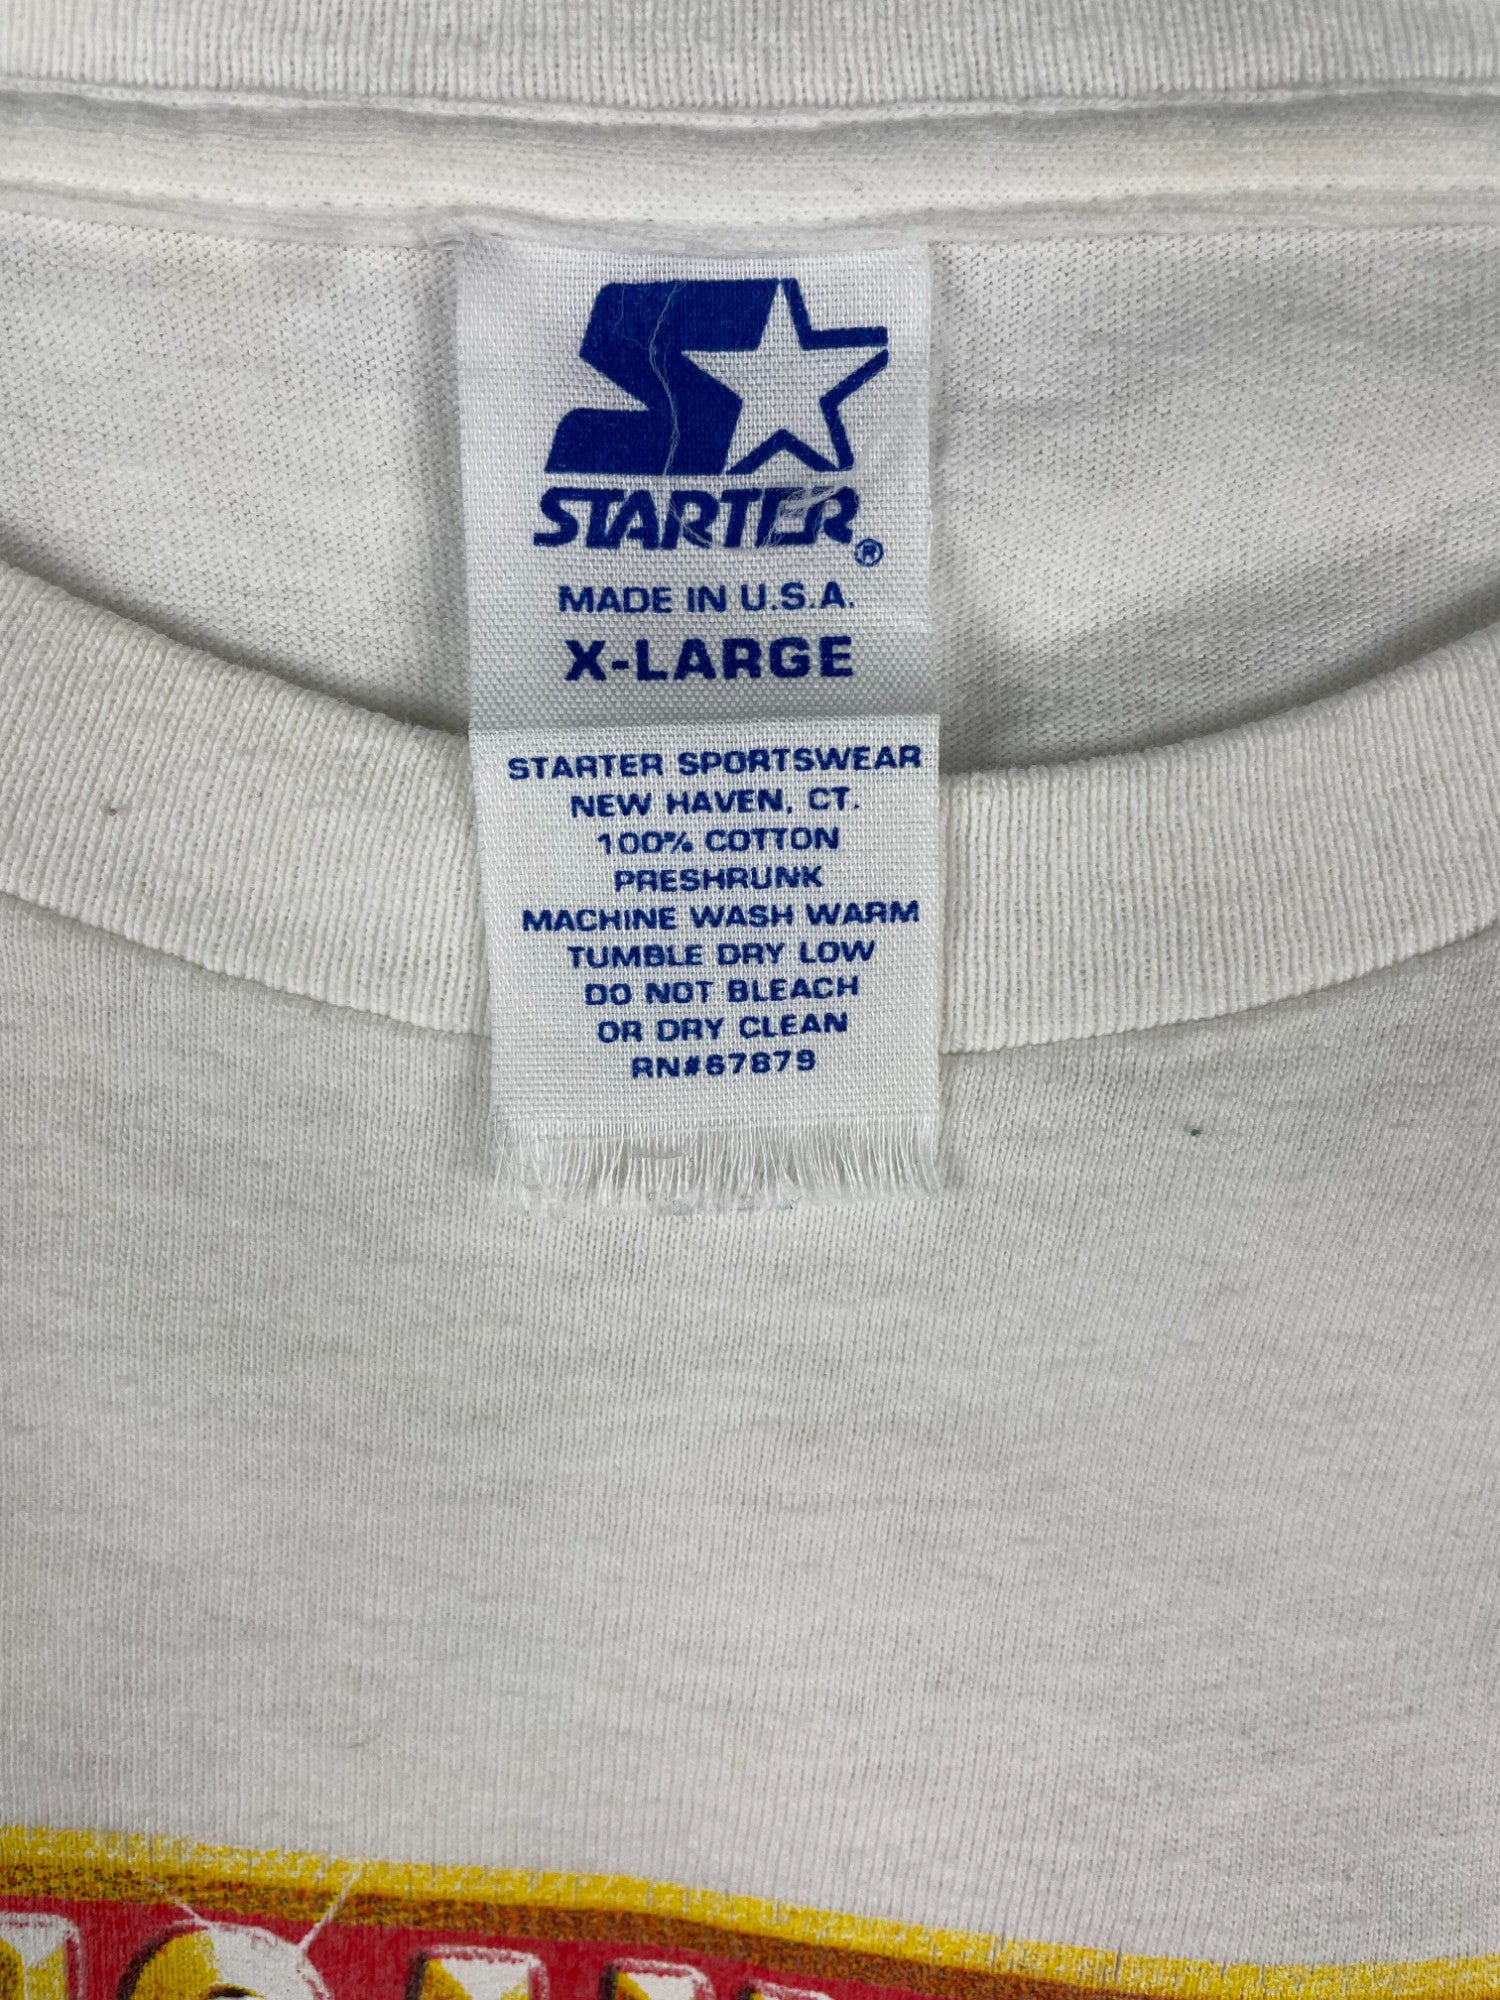 STARTER®
MADE IN U.S.A.
X-LARGE
STARTER SPORTSWEAR
NEW HAVEN, CT.
100% COTTON
PRESHRUNK
MACHINE WASH WARM
TUMBLE DRY LOW
DO NOT BLEACH
OR DRY CLEAN
RN#67879